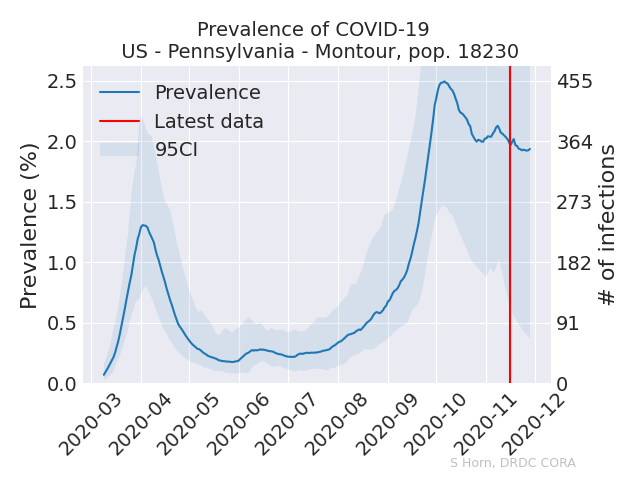 Prevalence of COVID-19
US - Pennsylvania - Montour, pop. 18230
Prevalence
Latest data
95CI
Prevalence (%)
2.5
2.0
1.5
1.0
0.5
0.0
455
364
273
182
91
0
# of infections
2020-03
2020-04
2020-05
2020-06
2020-07
2020-08
2020-09
2020-10
2020-11
2020-12
S Horn, DRDC CORA